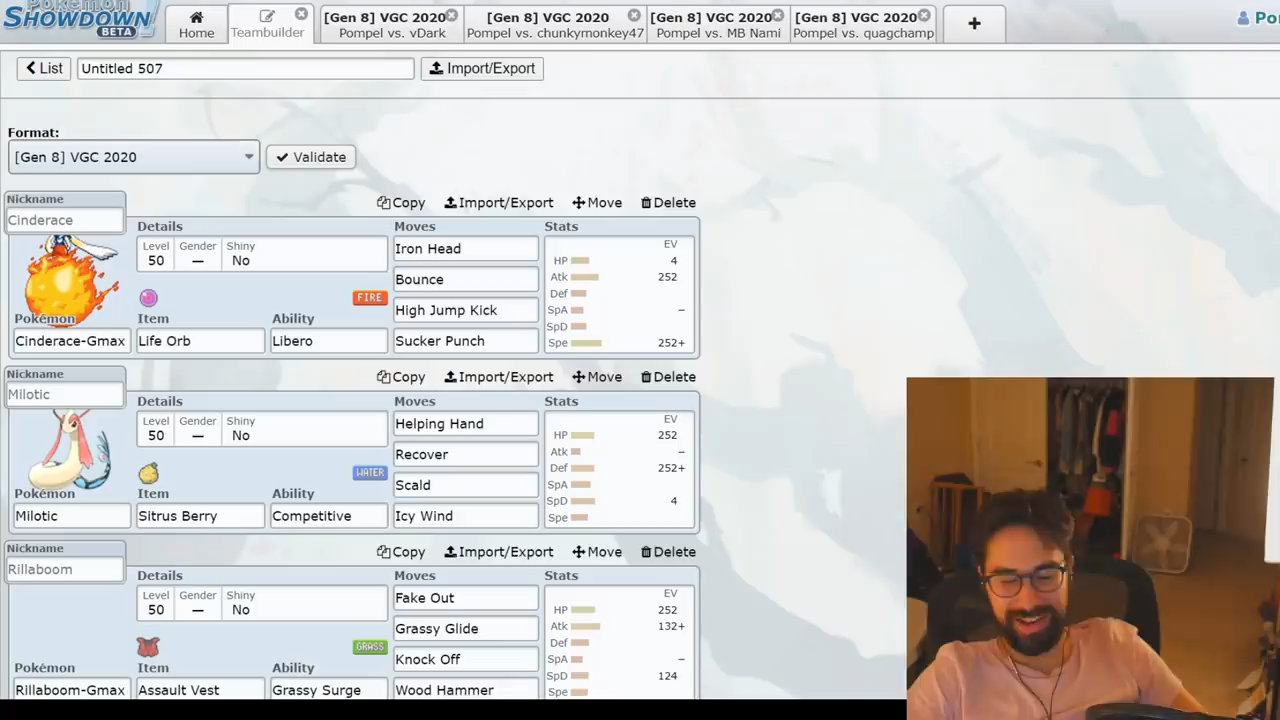 Pokémon
Showdown
BETA
Home
Teambuilder
[Gen 8] VGC 2020
Pompel vs. vDark
[Gen 8] VGC 2020
Pompel vs. chunkymonkey47
[Gen 8] VGC 2020
Pompel vs. MB Nami
[Gen 8] VGC 2020
Pompel vs. quagchamp
+
Po
List
Untitled 507
Import/Export
Format:
[Gen 8] VGC 2020
Validate
Nickname
Cinderace
Copy Import/Export Move Delete
Details
Level Gender Shiny
50 — No
FIRE
Pokémon Item Ability
Cinderace-Gmax Life Orb Libero
Moves
Iron Head
Bounce
High Jump Kick
Sucker Punch
Stats
EV
HP 4
Atk 252
Def
SpA –
SpD
Spe 252+
Nickname
Milotic
Copy Import/Export Move Delete
Details
Level Gender Shiny
50 — No
WATER
Pokémon Item Ability
Milotic Sitrus Berry Competitive
Moves
Helping Hand
Recover
Scald
Icy Wind
Stats
EV
HP 252
Atk –
Def 252+
SpA
SpD 4
Spe
Nickname
Rillaboom
Copy Import/Export Move Delete
Details
Level Gender Shiny
50 — No
GRASS
Pokémon Item Ability
Rillaboom-Gmax Assault Vest Grassy Surge
Moves
Fake Out
Grassy Glide
Knock Off
Wood Hammer
Stats
EV
HP 252
Atk 132+
Def
SpA –
SpD 124
Spe